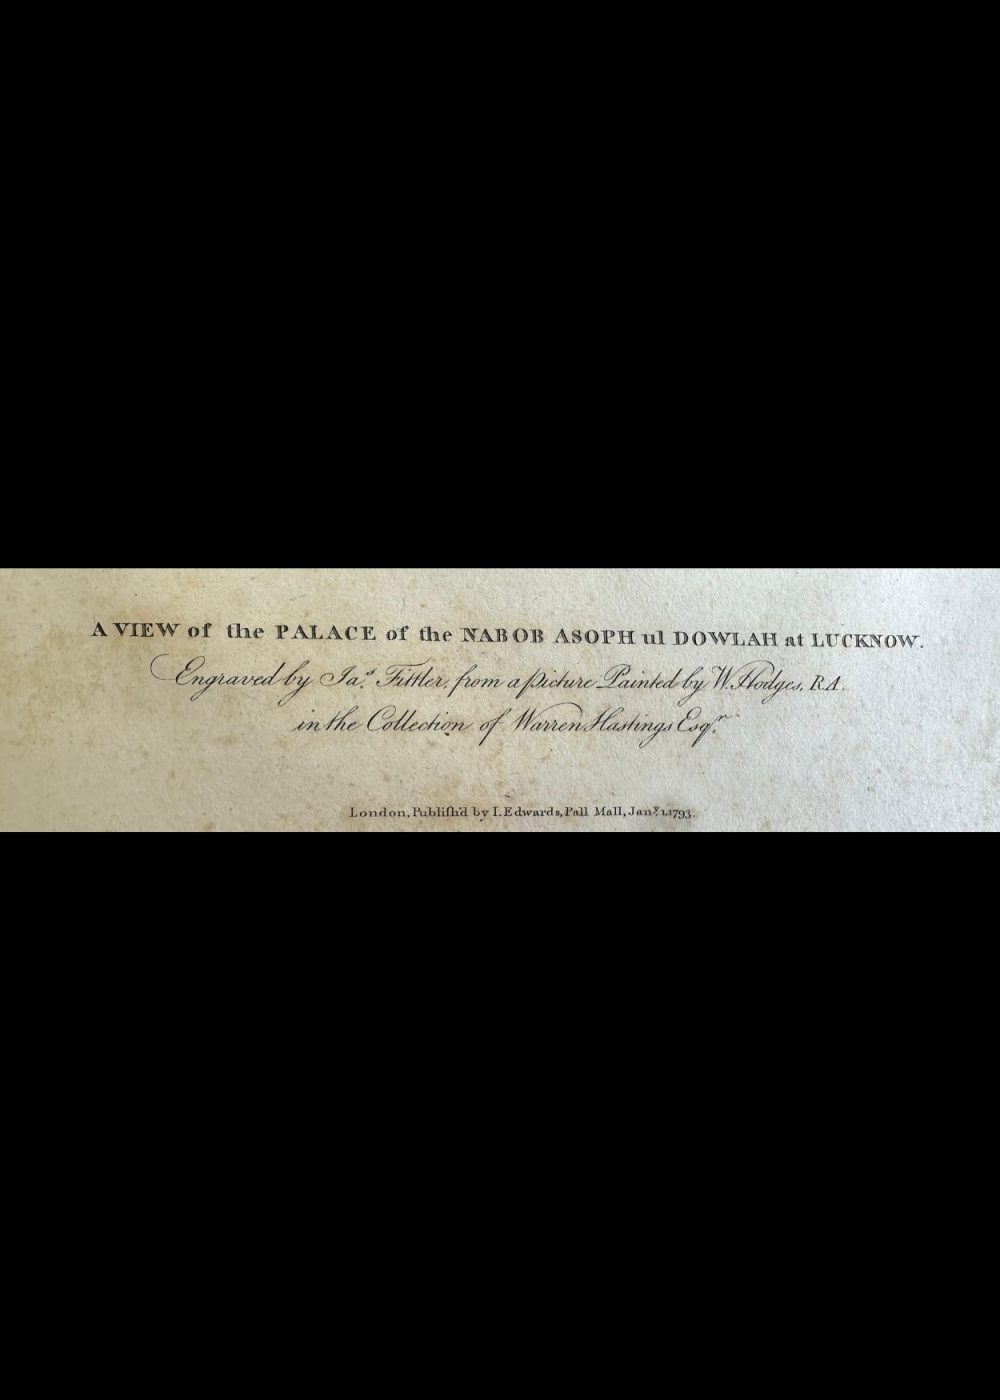 A VIEW of the PALACE of the NABOB ASOPH ul DOWLAH at LUCKNOW.
Engraved by Jaˢ. Fittler, from a picture Painted by W. Hodges, R.A.
in the Collection of Warren Hastings Esqʳ.
London, Publiſh'd by I. Edwards, Pall Mall, Janʸ. 1. 1793.